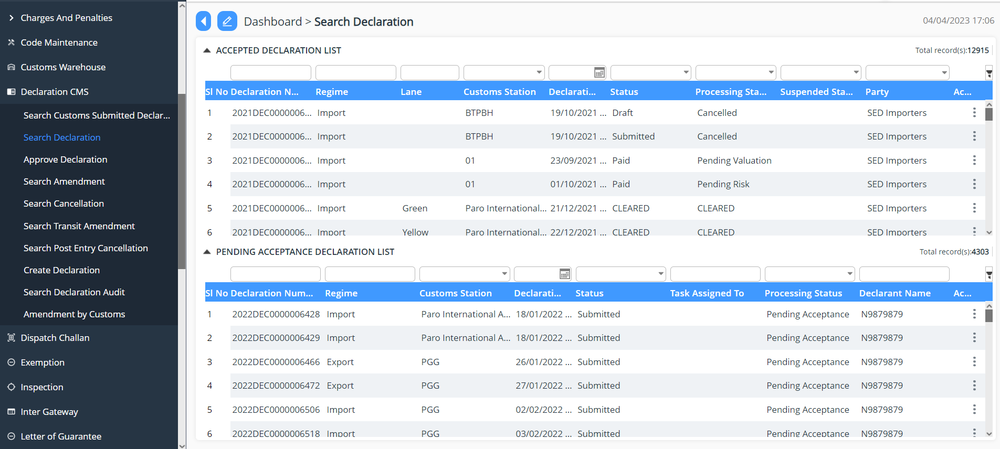 Charges And Penalties
Code Maintenance
Customs Warehouse
Declaration CMS
Search Customs Submitted Declar...
Search Declaration
Approve Declaration
Search Amendment
Search Cancellation
Search Transit Amendment
Search Post Entry Cancellation
Create Declaration
Search Declaration Audit
Amendment by Customs
Dispatch Challan
Exemption
Inspection
Inter Gateway
Letter of Guarantee
Dashboard > Search Declaration
04/04/2023 17:06
ACCEPTED DECLARATION LIST
Total record(s):12915
Sl No Declaration N... Regime Lane Customs Station Declarati... Status Processing Sta... Suspended Sta... Party Ac...
1 2021DEC0000006... Import BTPBH 19/10/2021 ... Draft Cancelled SED Importers
2 2021DEC0000006... Import BTPBH 19/10/2021 ... Submitted Cancelled SED Importers
3 2021DEC0000006... Import 01 23/09/2021 ... Paid Pending Valuation SED Importers
4 2021DEC0000006... Import 01 01/10/2021 ... Paid Pending Risk SED Importers
5 2021DEC0000006... Import Green Paro International... 21/12/2021 ... CLEARED CLEARED SED Importers
6 2021DEC0000006... Import Yellow Paro International... 22/12/2021 ... CLEARED CLEARED SED Importers
PENDING ACCEPTANCE DECLARATION LIST
Total record(s):4303
Sl No Declaration Num... Regime Customs Station Declarati... Status Task Assigned To Processing Status Declarant Name Ac...
1 2022DEC0000006428 Import Paro International A... 18/01/2022 ... Submitted Pending Acceptance N9879879
2 2022DEC0000006429 Import Paro International A... 18/01/2022 ... Submitted Pending Acceptance N9879879
3 2022DEC0000006466 Export PGG 26/01/2022 ... Submitted Pending Acceptance N9879879
4 2022DEC0000006472 Export PGG 27/01/2022 ... Submitted Pending Acceptance N9879879
5 2022DEC0000006506 Import PGG 02/02/2022 ... Submitted Pending Acceptance N9879879
6 2022DEC0000006518 Import PGG 03/02/2022 ... Submitted Pending Acceptance N9879879